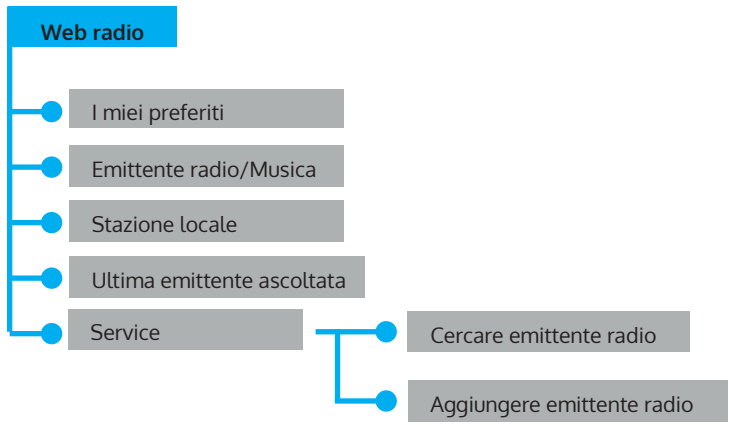 Web radio
I miei preferiti
Emittente radio/Musica
Stazione locale
Ultima emittente ascoltata
Service
Cercare emittente radio
Aggiungere emittente radio